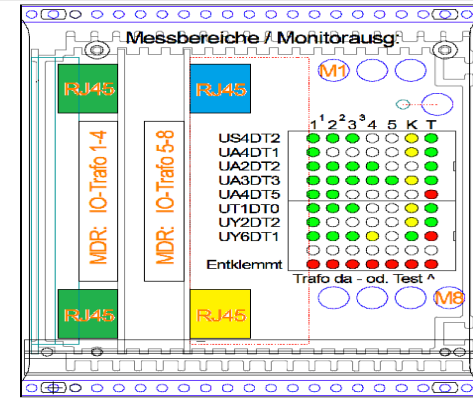 Messbereiche / Monitorausg:
RJ45
RJ45
M1
1 1 2 2 3 3 4 5 K T
US4DT2
UA4DT1
UA2DT2
UA3DT3
UA4DT5
UT1DT0
UY2DT2
UY6DT1
Entklemmt
Trafo da - od. Test ^
MDR: IO-Trafo 1-4
MDR: IO-Trafo 5-8
RJ45
RJ45
M8